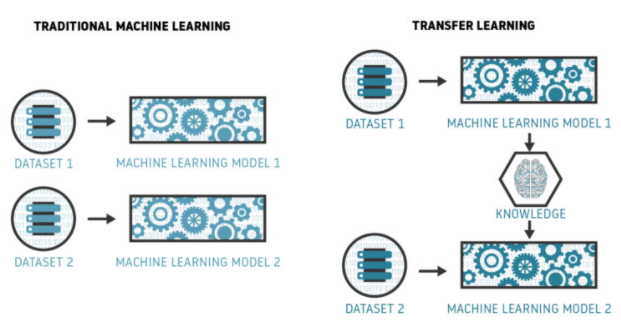 TRADITIONAL MACHINE LEARNING
DATASET 1
MACHINE LEARNING MODEL 1
DATASET 2
MACHINE LEARNING MODEL 2
TRANSFER LEARNING
DATASET 1
MACHINE LEARNING MODEL 1
KNOWLEDGE
DATASET 2
MACHINE LEARNING MODEL 2